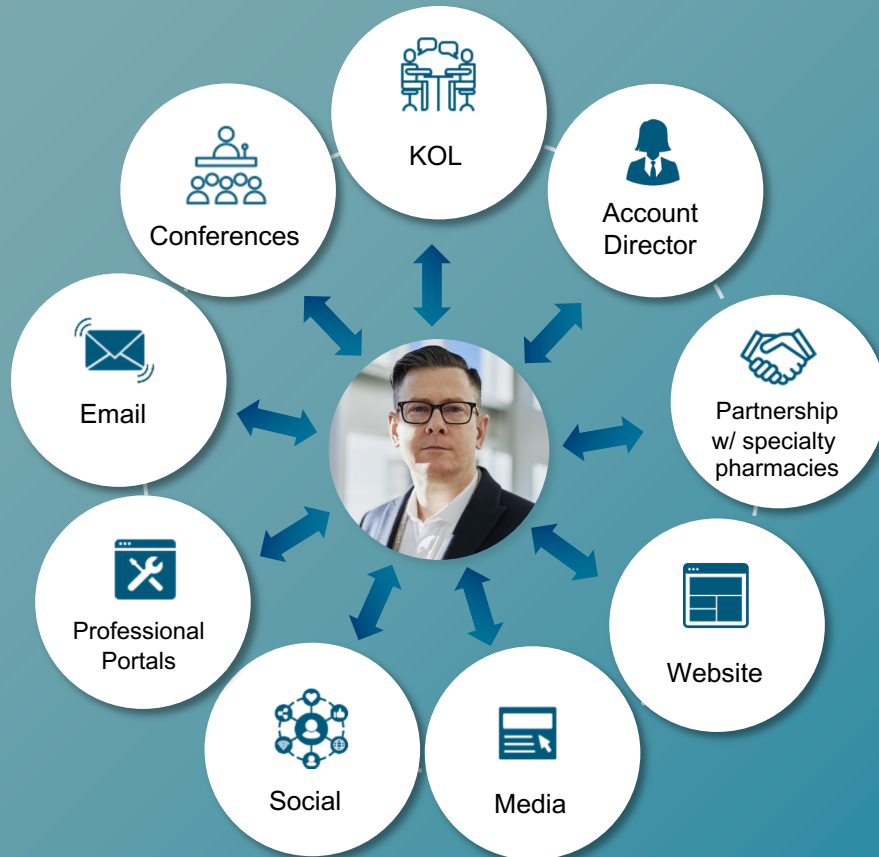 KOL
Account
Director
Partnership
w/ specialty
pharmacies
Website
Media
Social
Professional
Portals
Email
Conferences